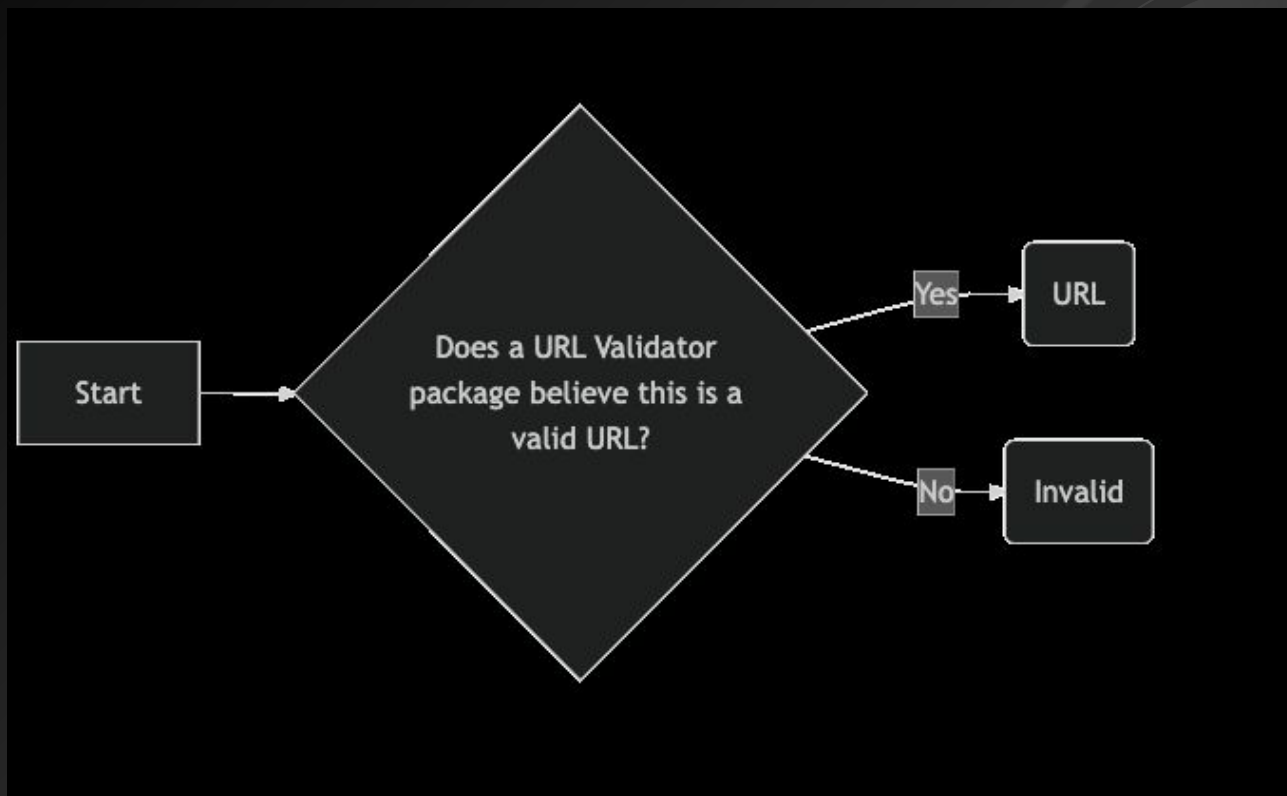 Start
Does a URL Validator
package believe this is a
valid URL?
Yes
URL
No
Invalid